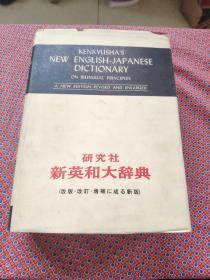 KENKYUSHA'S
NEW ENGLISH-JAPANESE
DICTIONARY
ON BILINGUAL PRINCIPLES
A NEW EDITION REVISED AND ENLARGED
研究社
新英和大辞典
(改版・改訂・増補に成る新版)